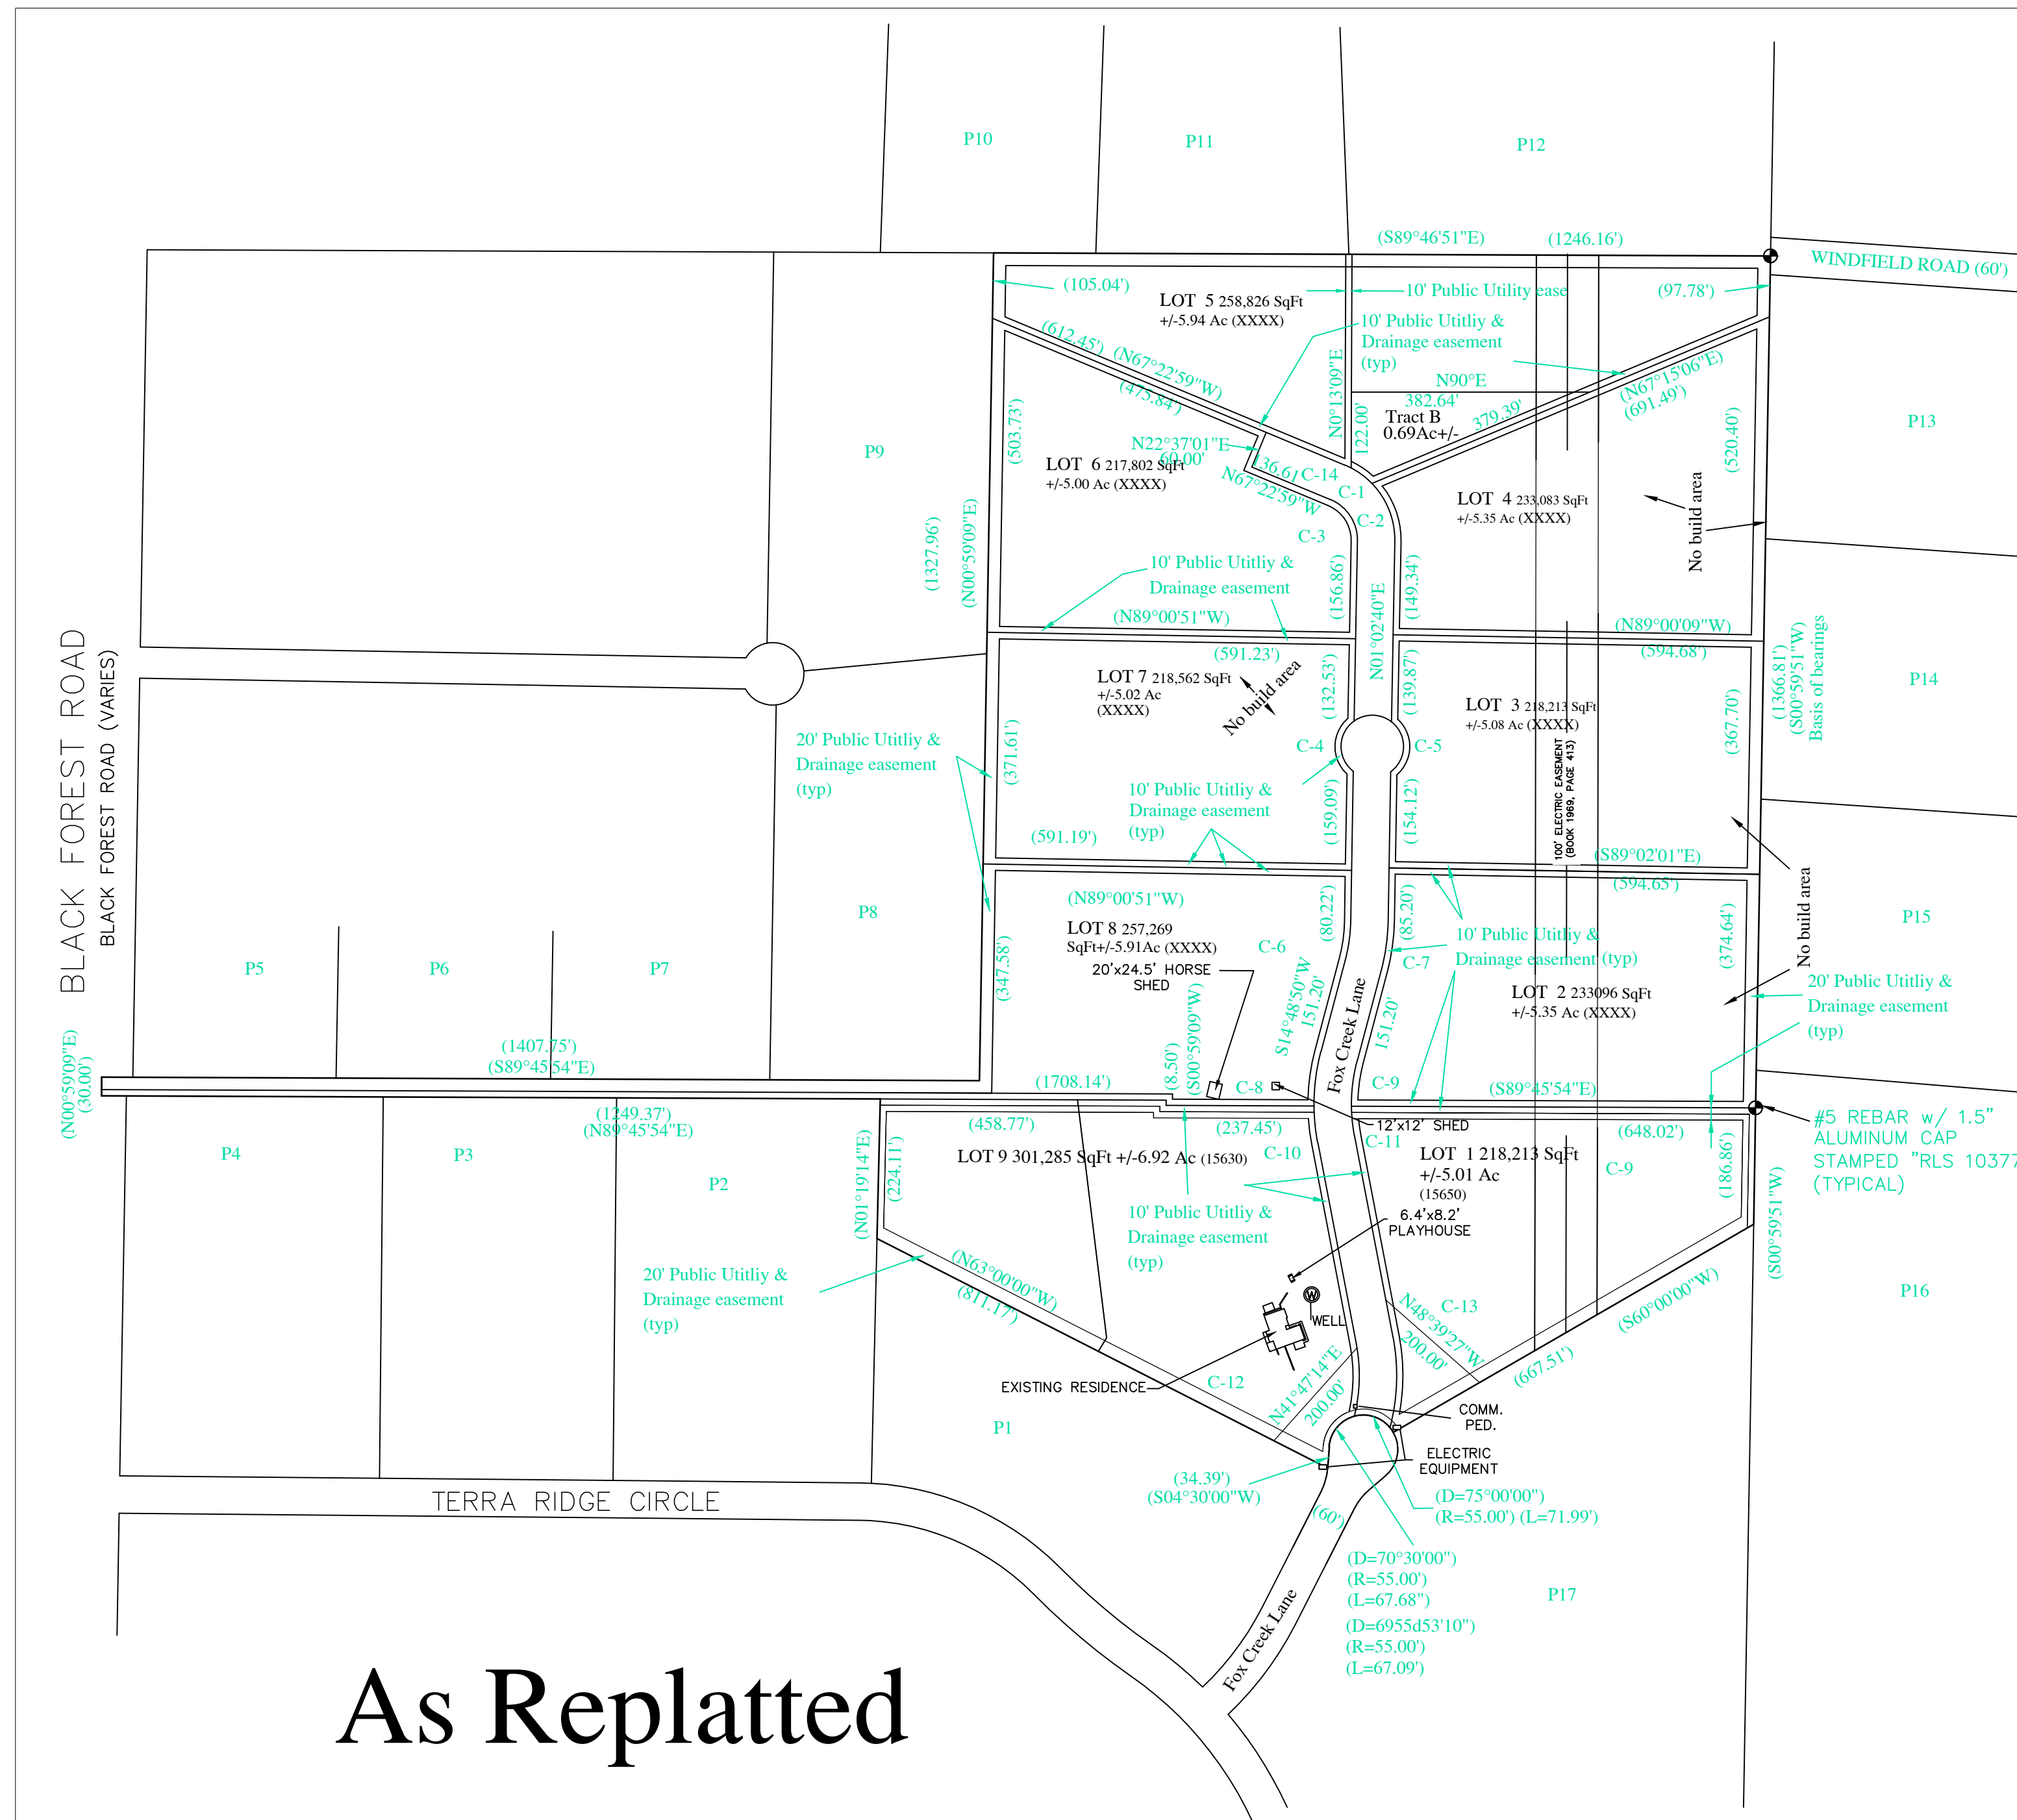 P10
P11
P12
(S89°46'51"E)
(1246.16')
WINDFIELD ROAD (60')
(105.04')
LOT 5 258,826 SqFt
+/-5.94 Ac (XXXX)
10' Public Utility ease
(97.78')
10' Public Utitliy &
Drainage easement
(typ)
(612.45')
(N67°22'59"W)
(475.84')
N0°13'09"E
N90°E
382.64'
122.00'
Tract B
0.69Ac+/-
379.39'
(N67°15'06"E)
(691.49')
P9
(503.73')
N22°37'01"E
60.00'
LOT 6 217,802 SqFt
+/-5.00 Ac (XXXX)
136.61
N67°22'59"W
C-14
C-1
C-2
C-3
LOT 4 233,083 SqFt
+/-5.35 Ac (XXXX)
No build area
(520.40')
P13
(1327.96')
(N00°59'09"E)
10' Public Utitliy &
Drainage easement
(N89°00'51"W)
(156.86')
N01°02'40"E
(149.34')
(N89°00'09"W)
(594.68')
(591.23')
LOT 7 218,562 SqFt
+/-5.02 Ac
(XXXX)
No build area
(132.53')
(139.87')
LOT 3 218,213 SqFt
+/-5.08 Ac (XXXX)
(367.70')
(1366.81')
(S00°59'51"W)
Basis of bearings
P14
BLACK FOREST ROAD
BLACK FOREST ROAD (VARIES)
20' Public Utitliy &
Drainage easement
(typ)
(371.61')
C-4
C-5
100' ELECTRIC EASEMENT
(BOOK 1969, PAGE 413)
10' Public Utitliy &
Drainage easement
(typ)
(159.09')
(154.12')
(591.19')
(S89°02'01"E)
(594.65')
P8
(N89°00'51"W)
(80.22')
(85.20')
No build area
(374.64')
P15
LOT 8 257,269
SqFt+/-5.91Ac (XXXX)
C-6
C-7
10' Public Utitliy &
Drainage easement (typ)
20'x24.5' HORSE
SHED
P5
P6
P7
(347.58')
S14°48'50"W
151.20'
Fox Creek Lane
151.20'
LOT 2 233096 SqFt
+/-5.35 Ac (XXXX)
20' Public Utitliy &
Drainage easement
(typ)
(N00°59'09"E)
(30.00')
(1407.75')
(S89°45'54"E)
(1708.14')
(8.50')
(S00°59'09"W)
C-8
C-9
(S89°45'54"E)
(1249.37')
(N89°45'54"E)
(458.77')
(237.45')
12'x12' SHED
(648.02')
#5 REBAR w/ 1.5"
ALUMINUM CAP
STAMPED "RLS 10377
(TYPICAL)
P4
P3
P2
(N01°19'14"E)
(224.11')
LOT 9 301,285 SqFt +/-6.92 Ac (15630)
C-10
C-11
LOT 1 218,213 SqFt
+/-5.01 Ac
(15650)
C-9
(186.86')
(S00°59'51"W)
10' Public Utitliy &
Drainage easement
(typ)
6.4'x8.2'
PLAYHOUSE
20' Public Utitliy &
Drainage easement
(typ)
(N63°00'00"W)
(811.17')
W
WELL
C-13
N48°39'27"W
200.00'
(S60°00'00"W)
(667.51')
P16
EXISTING RESIDENCE
C-12
N41°47'14"E
200.00'
P1
COMM.
PED.
ELECTRIC
EQUIPMENT
(34.39')
(S04°30'00"W)
(60')
(D=75°00'00")
(R=55.00') (L=71.99')
TERRA RIDGE CIRCLE
(D=70°30'00")
(R=55.00')
(L=67.68")
(D=6955d53'10")
(R=55.00')
(L=67.09')
P17
Fox Creek Lane
As Replatted